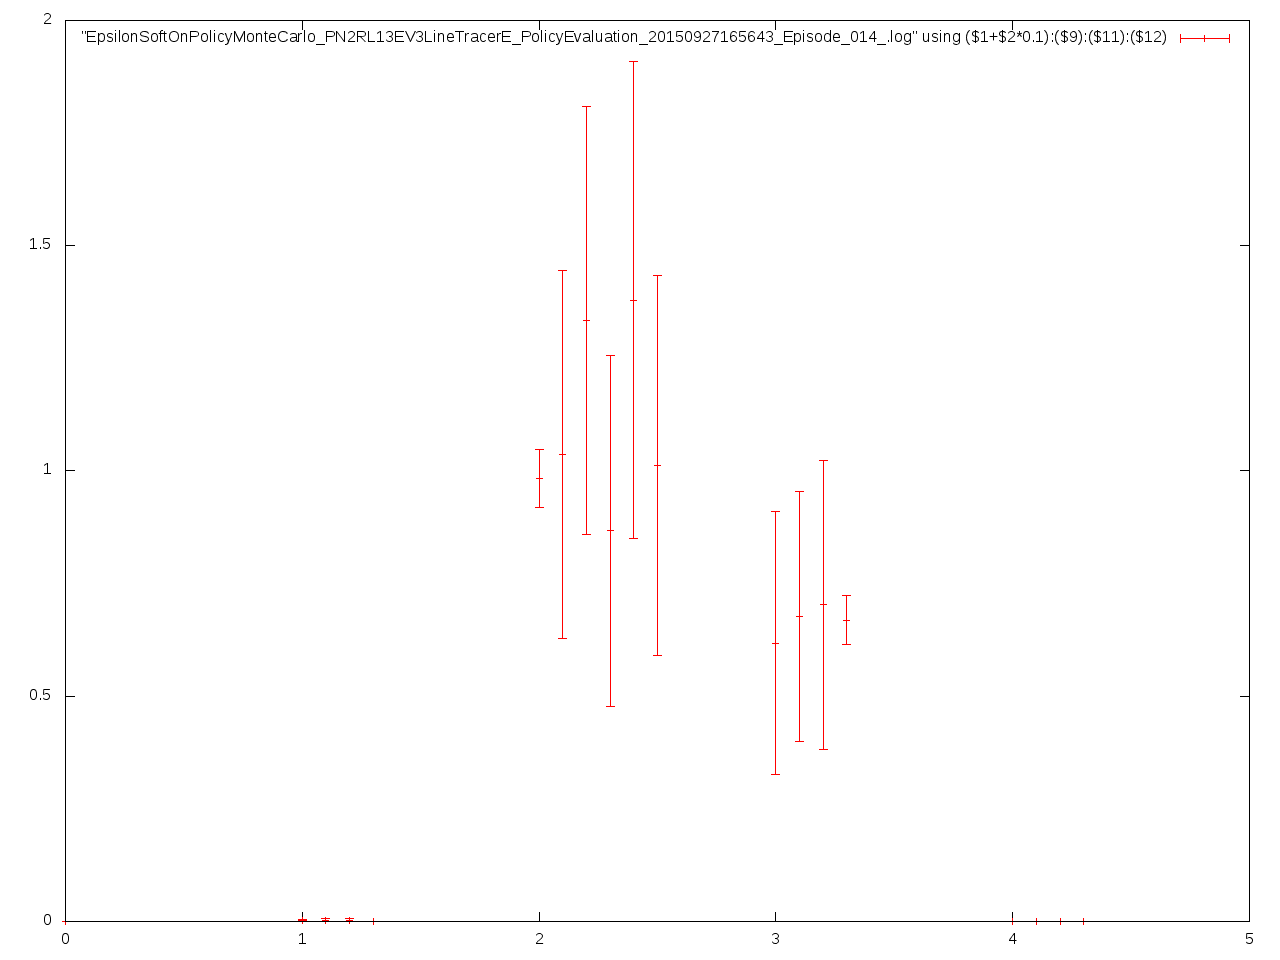 2
"EpsilonSoftOnPolicyMonteCarlo_PN2RL13EV3LineTracerE_PolicyEvaluation_20150927165643_Episode_014_.log" using ($1+$2*0.1):($9):($11):($12)
1.5
1
0.5
0
0 1 2 3 4 5